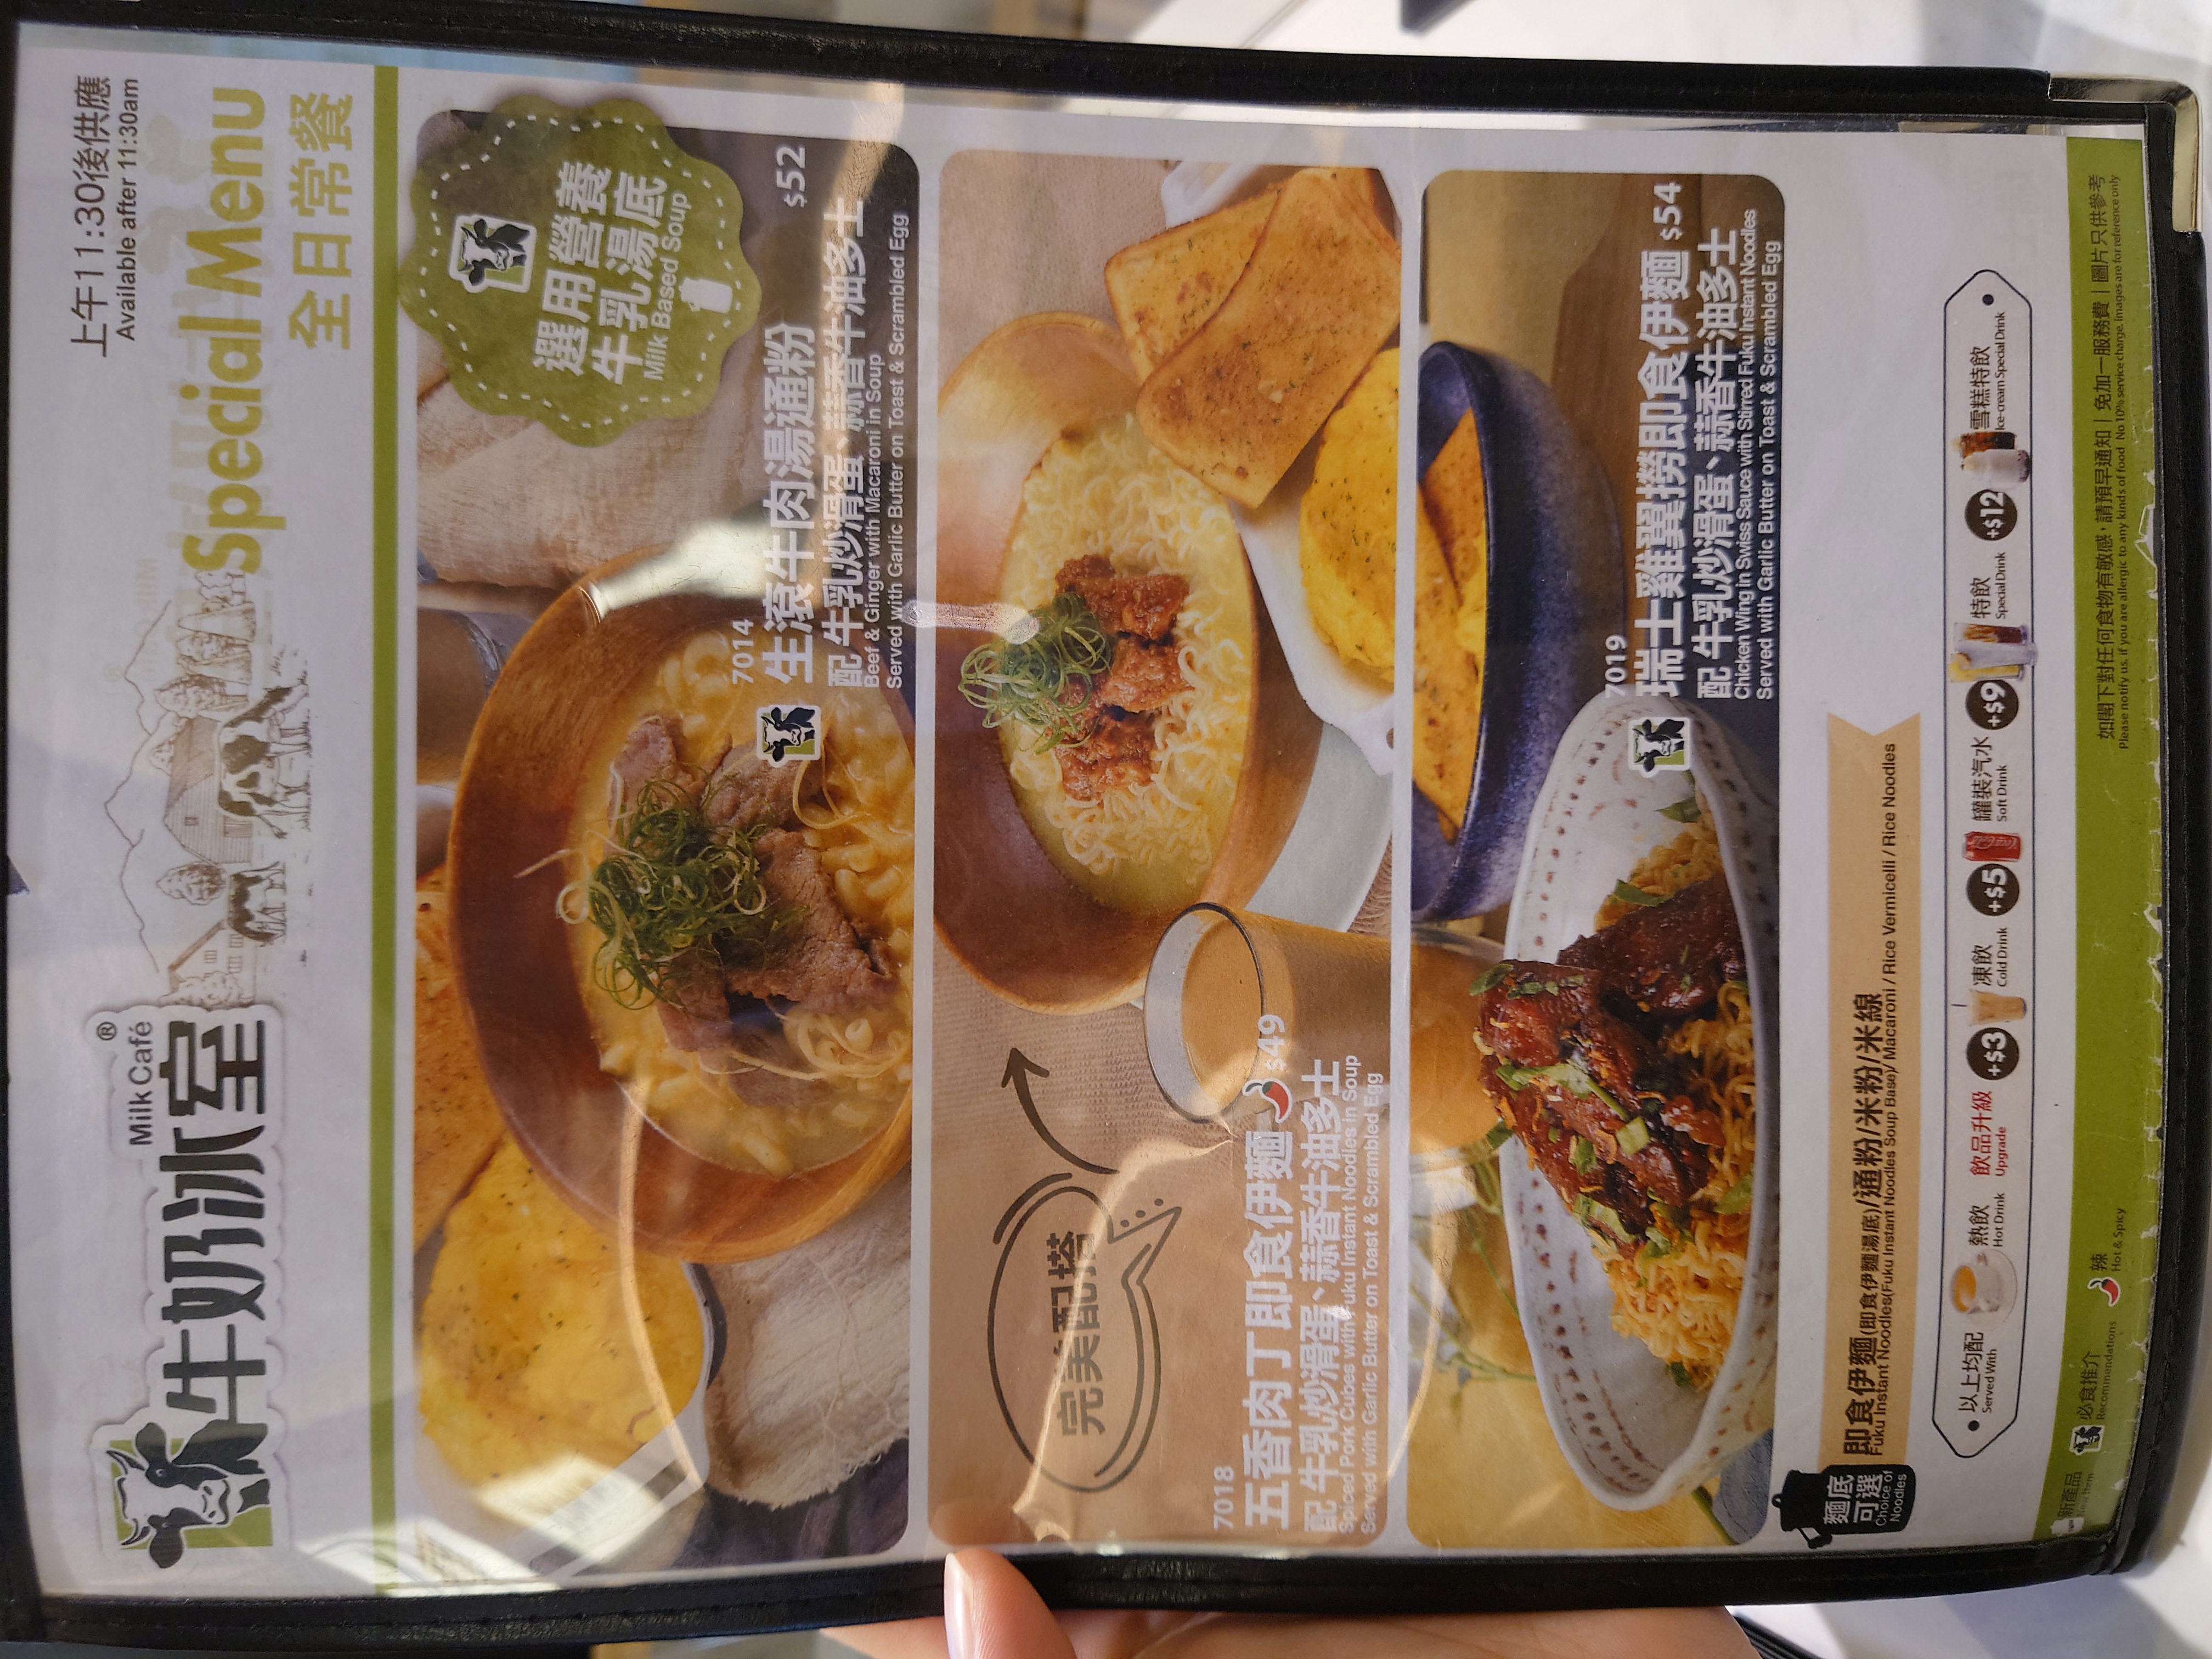 上午11:30後供應
Available after 11:30am
®
Milk Café
牛奶冰室
Special Menu
全日常餐
選用營養
牛乳湯底
Milk Based Soup
7014
生滾牛肉湯通粉 $52
配 牛乳炒滑蛋、蒜香牛油多士
Beef & Ginger with Macaroni in Soup
Served with Garlic Butter on Toast & Scrambled Egg
完美配搭
7018
五香肉丁即食伊麵 $49
配 牛乳炒滑蛋、蒜香牛油多士
Spiced Pork Cubes with Fuku Instant Noodles in Soup
Served with Garlic Butter on Toast & Scrambled Egg
7019
瑞士雞翼撈即食伊麵 $54
配 牛乳炒滑蛋、蒜香牛油多士
Chicken Wing in Swiss Sauce with Stirred Fuku Instant Noodles
Served with Garlic Butter on Toast & Scrambled Egg
麵底
可選
Choice of
Noodles
即食伊麵(即食伊麵湯底)/通粉/米粉/米線
Fuku Instant Noodles(Fuku Instant Noodles Soup Base)/ Macaroni / Rice Vermicelli / Rice Noodles
以上均配
Served With
熱飲
Hot Drink
飲品升級
Upgrade
+$3
凍飲
Cold Drink
+$5
罐裝汽水
Soft Drink
+$9
特飲
Special Drink
+$12
雪糕特飲
Ice-cream Special Drink
新產品
New Item
必食推介
Recommendations
辣
Hot & Spicy
如閣下對任何食物有敏感，請預早通知｜免加一服務費｜圖片只供參考
Please notify us, if you are allergic to any kinds of food No 10% service charge. Images are for reference only